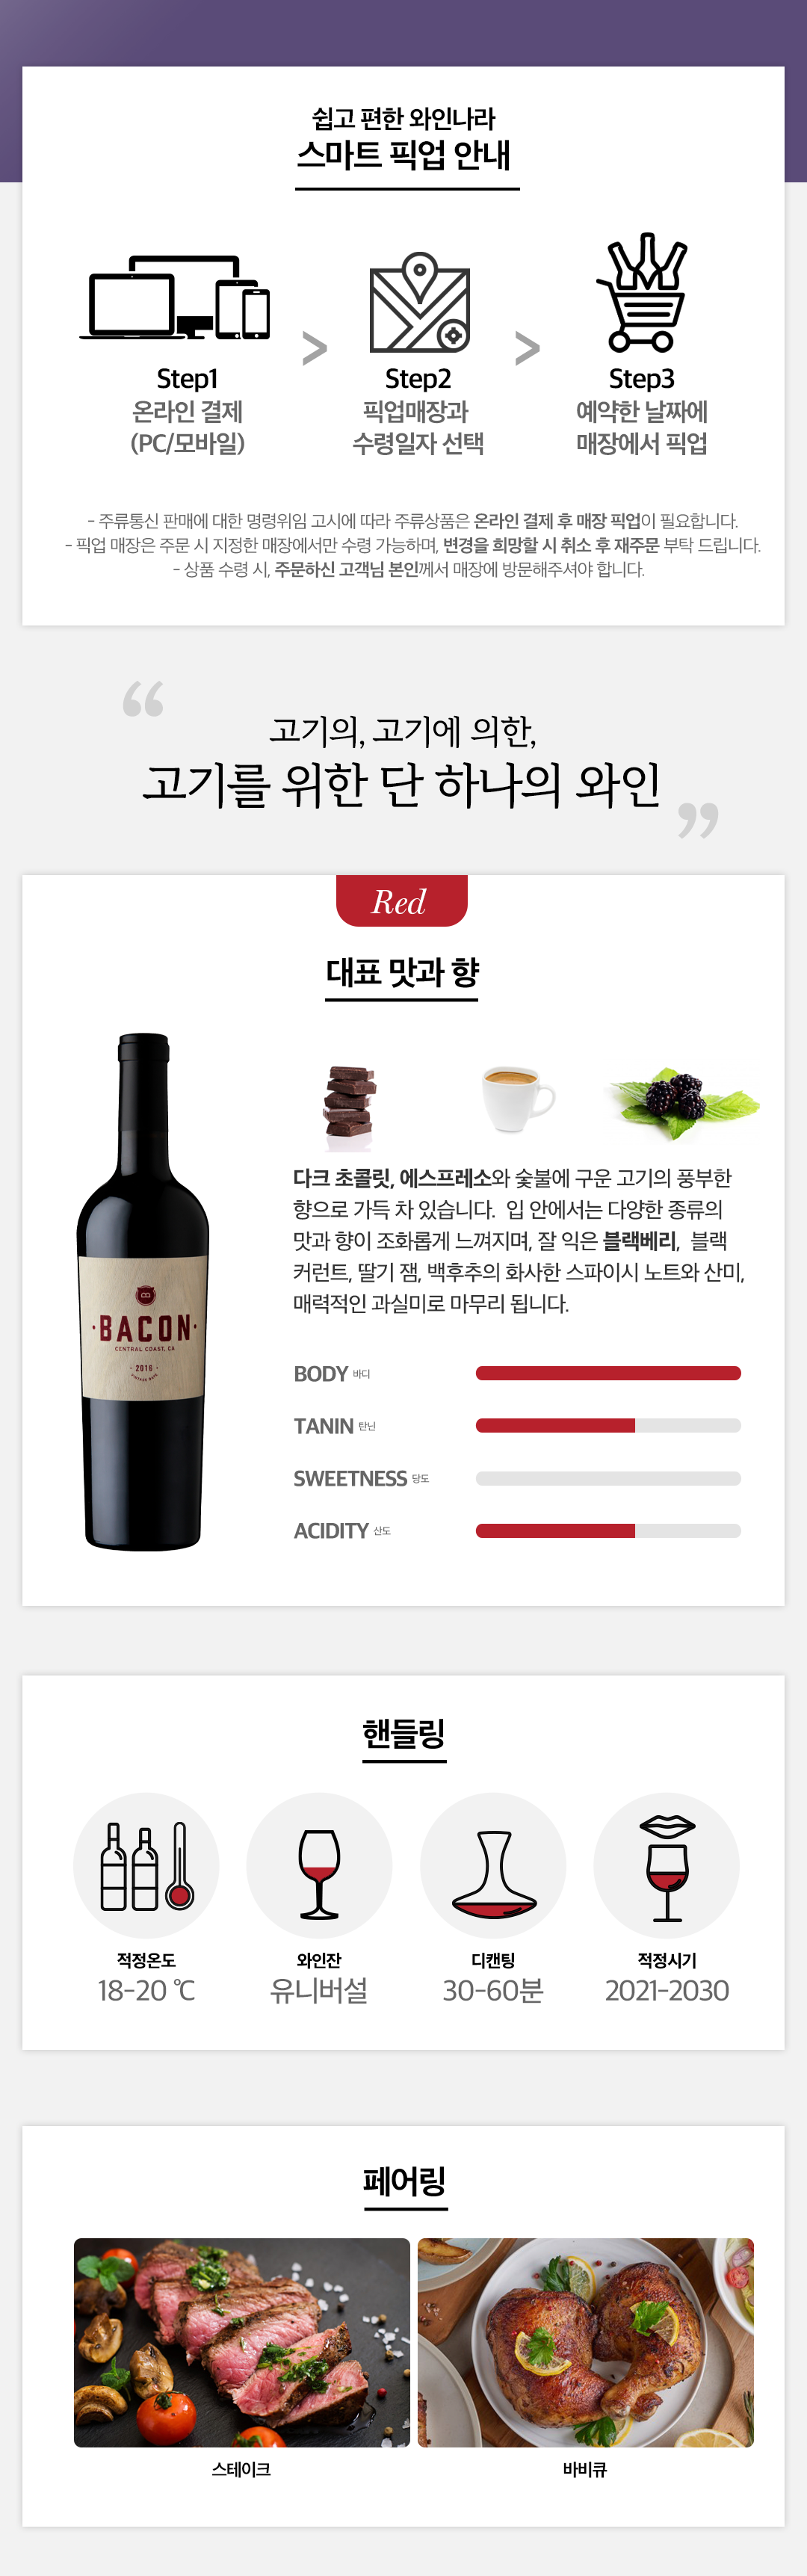 쉽고 편한 와인나라
스마트 픽업 안내
Step1
온라인 결제
(PC/모바일)
>
Step2
픽업매장과
수령일자 선택
>
Step3
예약한 날짜에
매장에서 픽업
- 주류통신 판매에 대한 명령위임 고시에 따라 주류상품은 온라인 결제 후 매장 픽업이 필요합니다.
- 픽업 매장은 주문 시 지정한 매장에서만 수령 가능하며, 변경을 희망할 시 취소 후 재주문 부탁 드립니다.
- 상품 수령 시, 주문하신 고객님 본인께서 매장에 방문해주셔야 합니다.
“
고기의, 고기에 의한,
고기를 위한 단 하나의 와인
”
Red
대표 맛과 향
다크 초콜릿, 에스프레소와 숯불에 구운 고기의 풍부한
향으로 가득 차 있습니다. 입 안에서는 다양한 종류의
맛과 향이 조화롭게 느껴지며, 잘 익은 블랙베리, 블랙
커런트, 딸기 잼, 백후추의 화사한 스파이시 노트와 산미,
매력적인 과실미로 마무리 됩니다.
·BACON·
CENTRAL COAST, CA
· 2016 ·
BODY 바디
TANIN 탄닌
SWEETNESS 당도
ACIDITY 산도
핸들링
적정온도
18-20 ℃
와인잔
유니버설
디캔팅
30-60분
적정시기
2021-2030
페어링
스테이크
바비큐